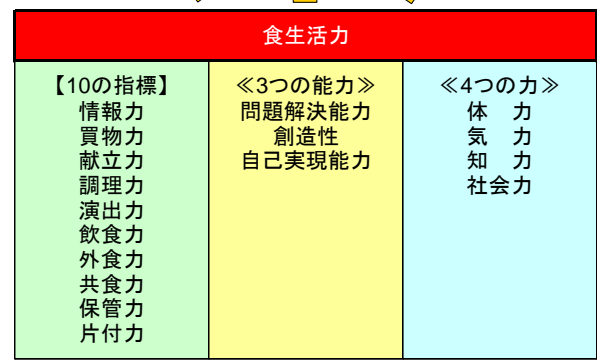 食生活力
【10の指標】
情報力
買物力
献立力
調理力
演出力
飲食力
外食力
共食力
保管力
片付力
≪3つの能力≫
問題解決能力
創造性
自己実現能力
≪4つの力≫
体　力
気　力
知　力
社会力